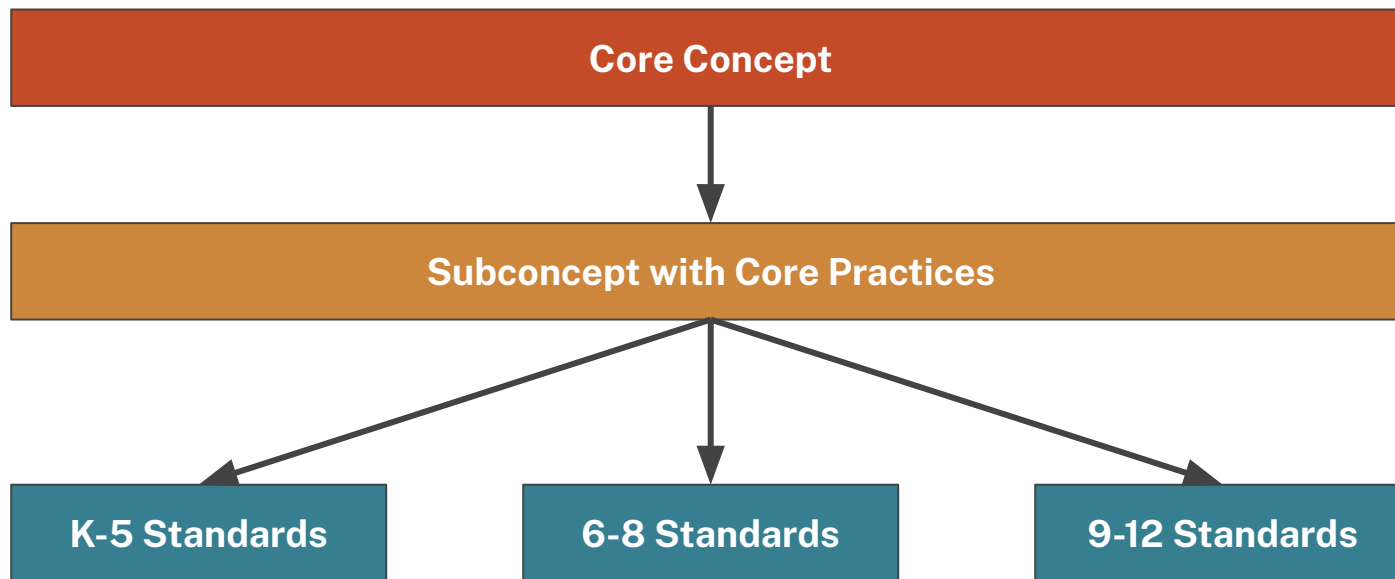 Core Concept
Subconcept with Core Practices
K-5 Standards
6-8 Standards
9-12 Standards